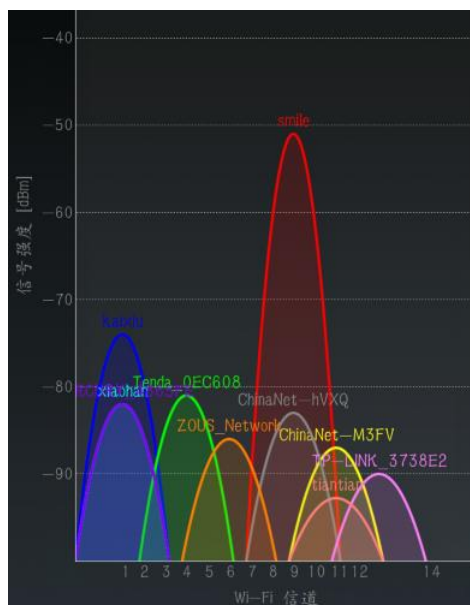 -40
-50
smile
-60
信号强度 [dBm]
-70
kanxiu
-80
xiaohan
Tenda_0EC608
ChinaNet-hVXQ
ZOUS_Network
ChinaNet-M3FV
TP-LINK_3738E2
tiantian
-90
1 2 3 4 5 6 7 8 9 10 11 12 14
Wi-Fi 信道